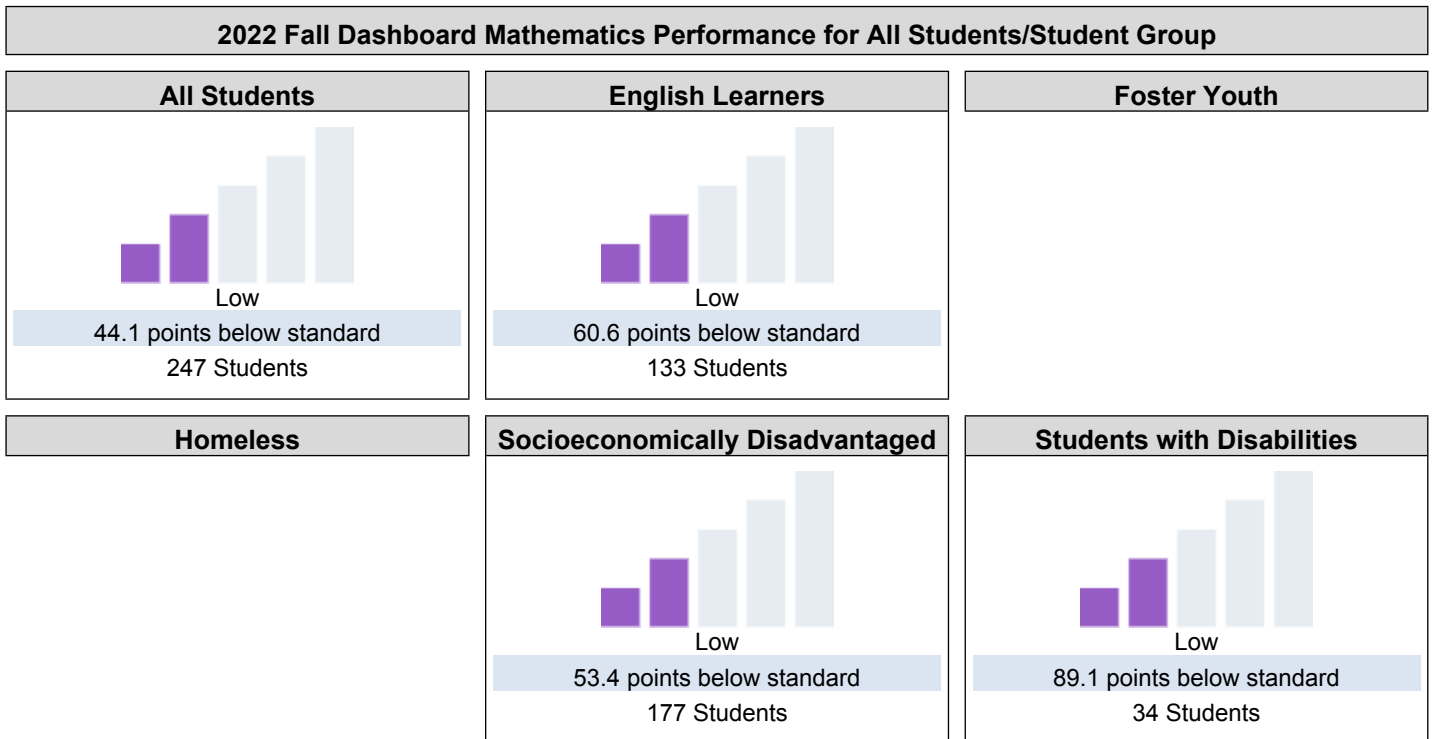 2022 Fall Dashboard Mathematics Performance for All Students/Student Group
All Students
Low
44.1 points below standard
247 Students
English Learners
Low
60.6 points below standard
133 Students
Foster Youth
Homeless
Socioeconomically Disadvantaged
Low
53.4 points below standard
177 Students
Students with Disabilities
Low
89.1 points below standard
34 Students